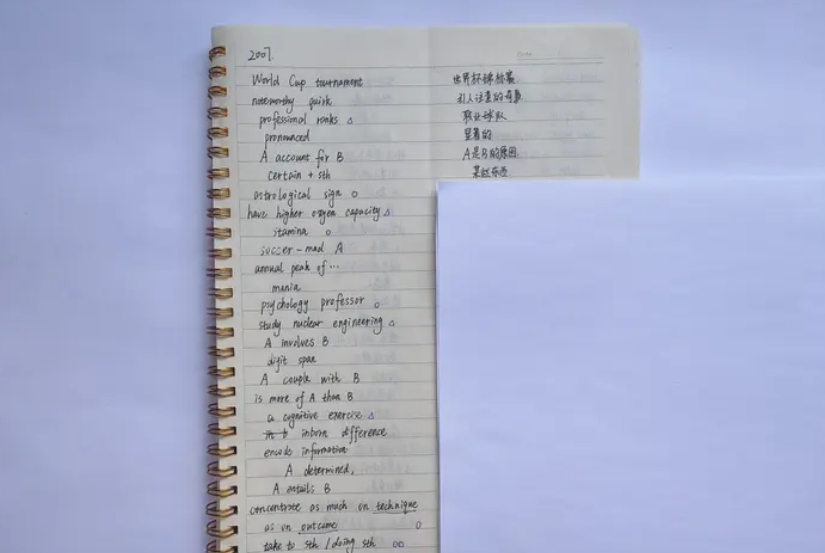 2007.
World Cup tournament 世界杯锦标赛
noteworthy quirk 引人注意的奇事
professional ranks △ 职业球队
pronounced 显著的
A account for B A是B的原因.
certain + sth 某些东西
astrological sign ○
have higher oxygen capacity △
stamina ○
soccer-mad A
annual peak of ...
mania
psychology professor ○
study nuclear engineering △
A involves B
digit span
A couple with B
is more of A than B
a cognitive exercise △
inborn difference
encode information
A determined.
A entails B
concentrate as much on technique
as on outcome ○
take to sth / doing sth ○○